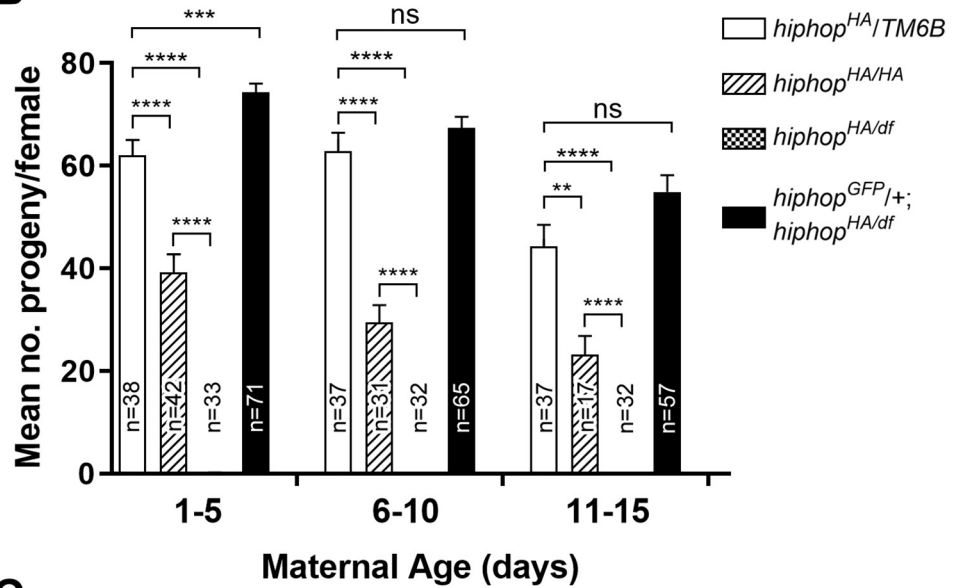 ***
ns
hiphopHA/TM6B
****
****
hiphopHA/HA
80
****
****
ns
hiphopHA/df
60
****
**
hiphopGFP/+;
hiphopHA/df
****
40
****
****
20
0
Mean no. progeny/female
n=38
n=42
n=33
n=71
n=37
n=31
n=32
n=65
n=37
n=17
n=32
n=57
1-5
6-10
11-15
Maternal Age (days)